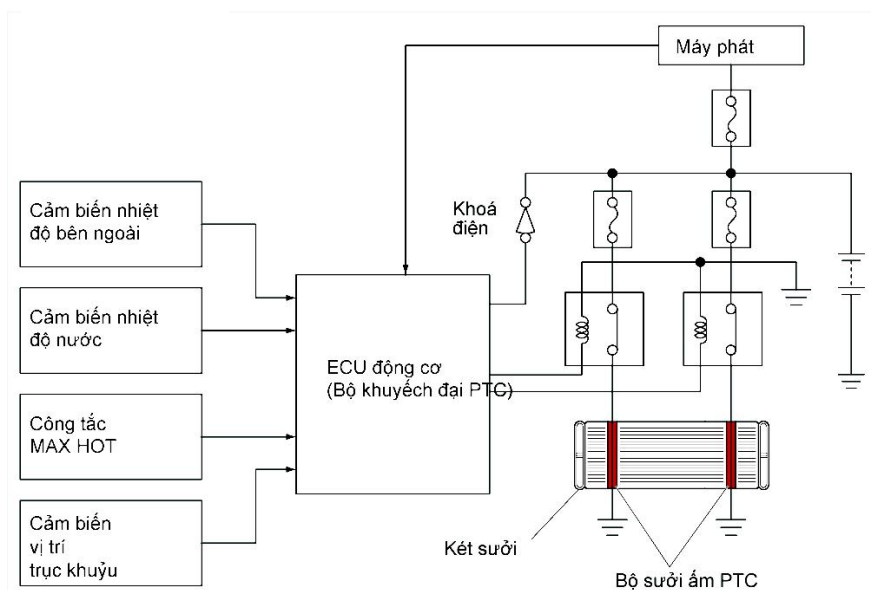 Máy phát
Khoá
điện
Cảm biến nhiệt
độ bên ngoài
Cảm biến nhiệt
độ nước
ECU động cơ
(Bộ khuyếch đại PTC)
Công tắc
MAX HOT
Cảm biến
vị trí
trục khuỷu
Két sưởi
Bộ sưởi ấm PTC